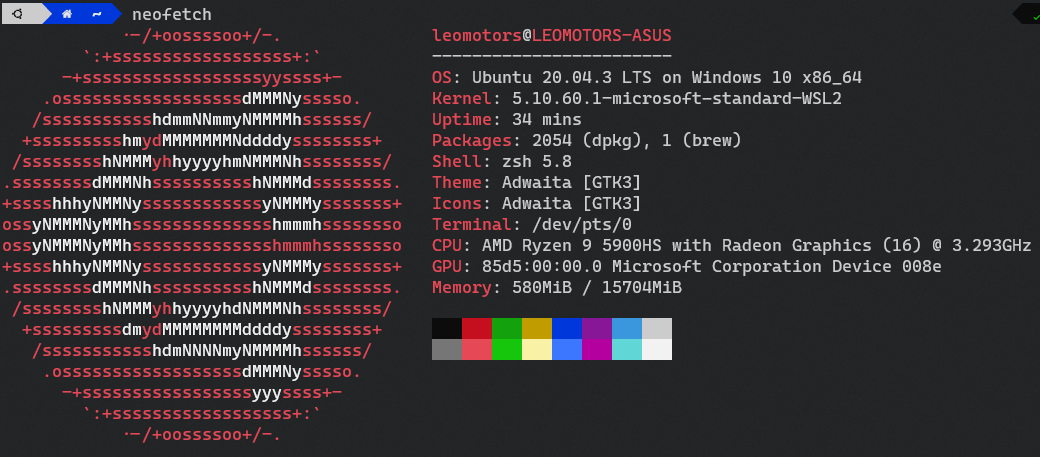 neofetch
·-/+oossssoo+/-.
`:+ssssssssssssssssss+:`
-+ssssssssssssssssssyyssss+-
.ossssssssssssssssssdMMMNysssso.
/ssssssssssshdmmNNmmyNMMMMhssssss/
+ssssssssshmydMMMMMMMNddddyssssssss+
/sssssssshNMMMyhhyyyyhmNMMMNhssssssss/
.ssssssssdMMMNhsssssssssshNMMMdssssssss.
+sssshhhyNMMNyssssssssssssyNMMMysssssss+
ossyNMMMNyMMhsssssssssssssshmmmhssssssso
ossyNMMMNyMMhsssssssssssssshmmmhssssssso
+sssshhhyNMMNyssssssssssssyNMMMysssssss+
.ssssssssdMMMNhsssssssssshNMMMdssssssss.
/sssssssshNMMMyhhyyyyhdNMMMNhssssssss/
+sssssssssdmydMMMMMMMMddddyssssssss+
/ssssssssssshdmNNNNmyNMMMMhssssss/
.ossssssssssssssssssdMMMNysssso.
-+sssssssssssssssssyyyssss+-
`:+ssssssssssssssssss+:`
·-/+oossssoo+/-.
leomotors@LEOMOTORS-ASUS
------------------------
OS: Ubuntu 20.04.3 LTS on Windows 10 x86_64
Kernel: 5.10.60.1-microsoft-standard-WSL2
Uptime: 34 mins
Packages: 2054 (dpkg), 1 (brew)
Shell: zsh 5.8
Theme: Adwaita [GTK3]
Icons: Adwaita [GTK3]
Terminal: /dev/pts/0
CPU: AMD Ryzen 9 5900HS with Radeon Graphics (16) @ 3.293GHz
GPU: 85d5:00:00.0 Microsoft Corporation Device 008e
Memory: 580MiB / 15704MiB